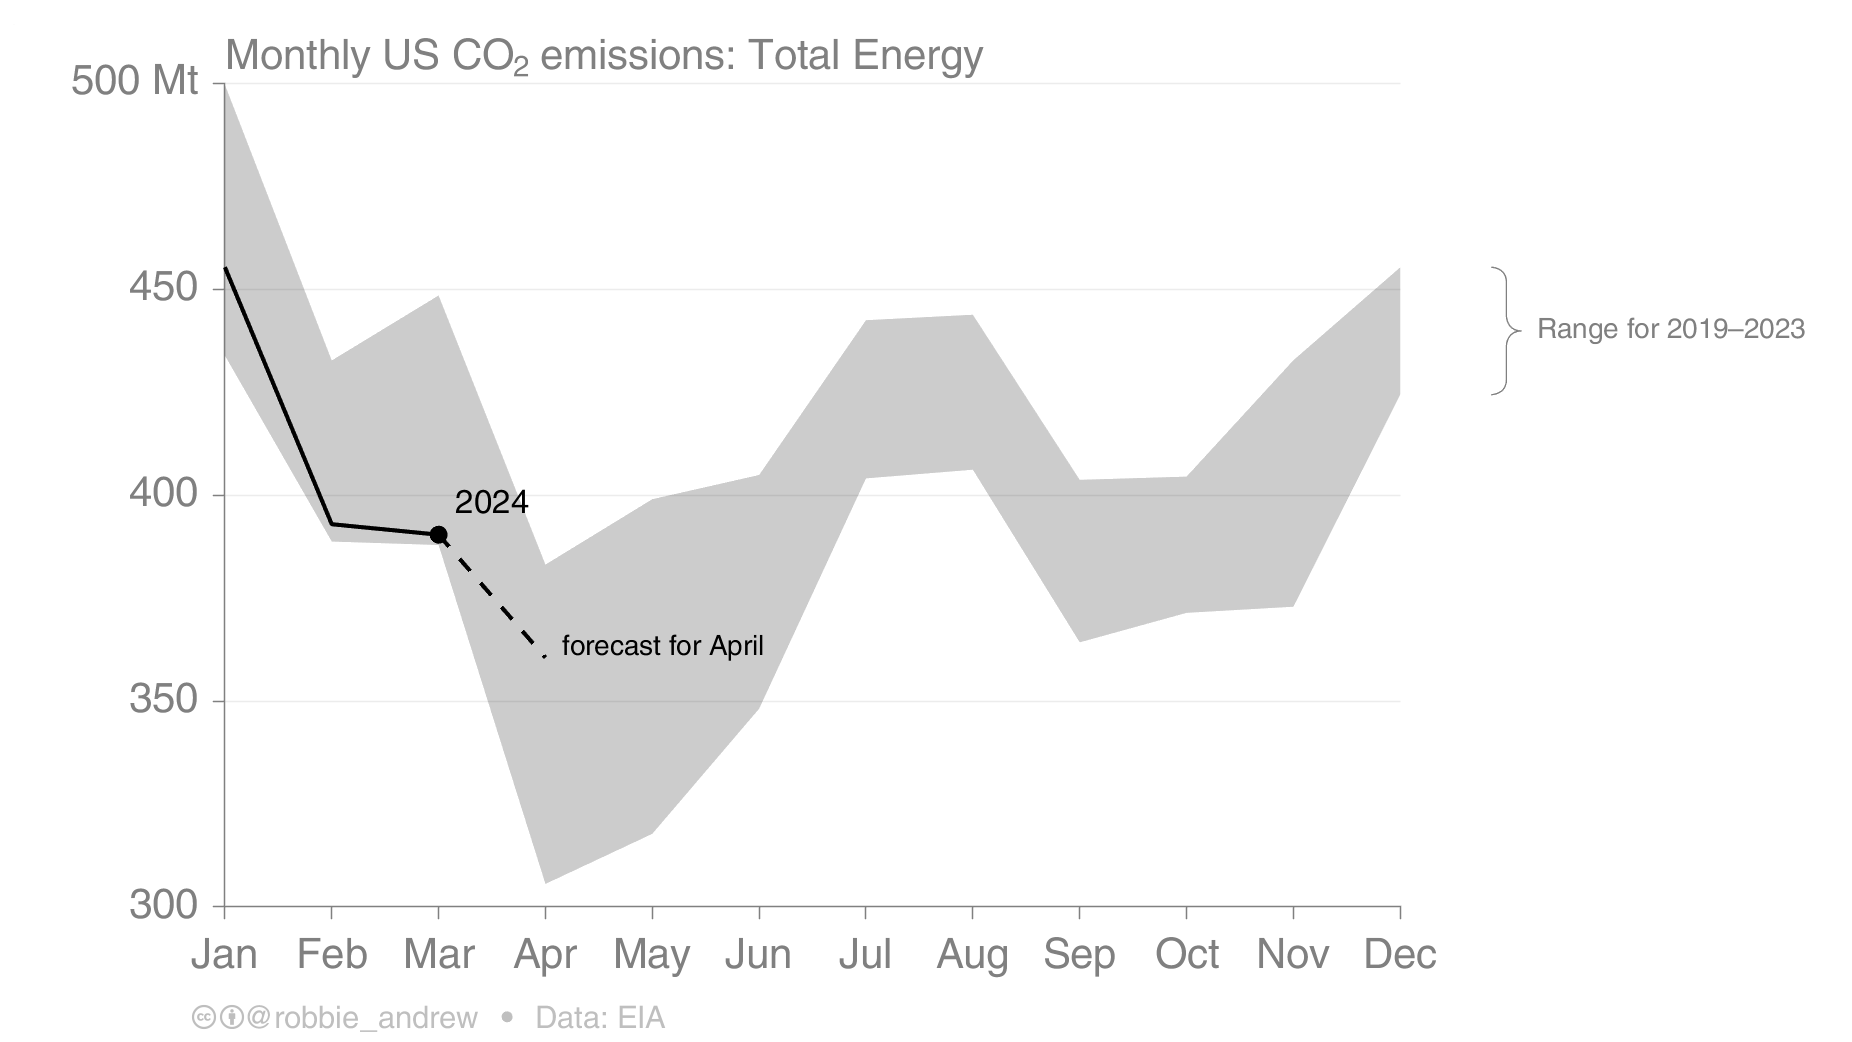 Monthly US CO₂ emissions: Total Energy
500 Mt
450
400
350
300
2024
forecast for April
Range for 2019–2023
Jan Feb Mar Apr May Jun Jul Aug Sep Oct Nov Dec
cc @robbie_andrew • Data: EIA